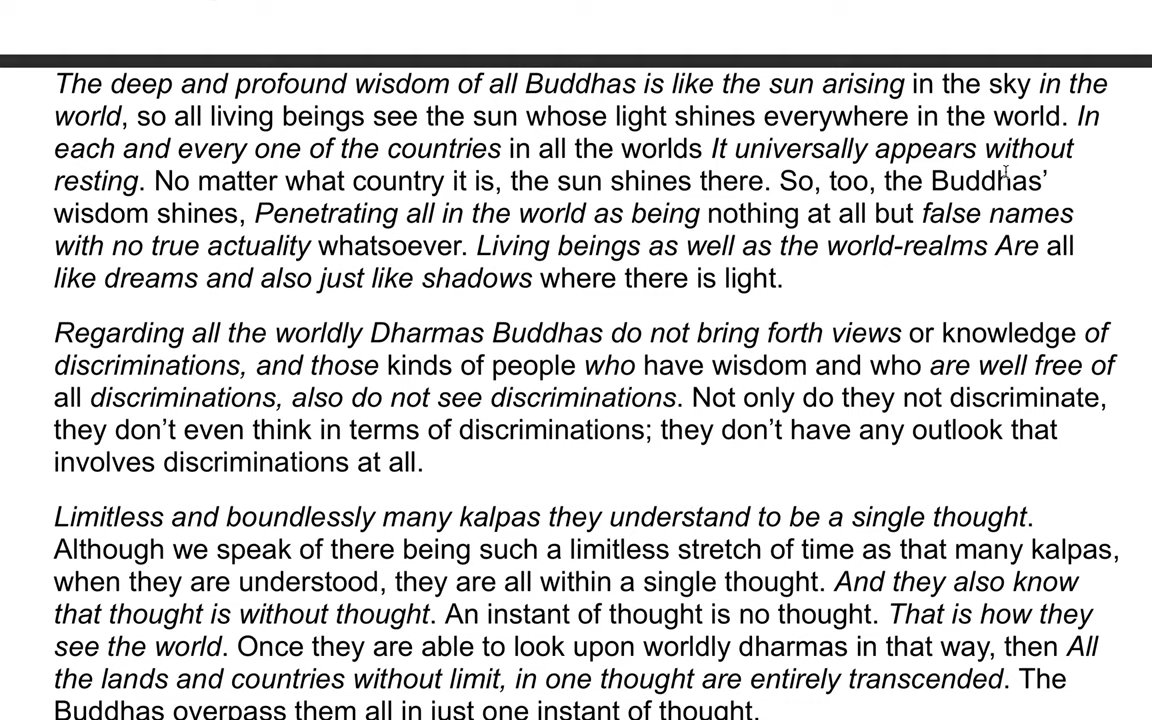 The deep and profound wisdom of all Buddhas is like the sun arising in the sky in the
world, so all living beings see the sun whose light shines everywhere in the world. In
each and every one of the countries in all the worlds It universally appears without
resting. No matter what country it is, the sun shines there. So, too, the Buddhas’
wisdom shines, Penetrating all in the world as being nothing at all but false names
with no true actuality whatsoever. Living beings as well as the world-realms Are all
like dreams and also just like shadows where there is light.
Regarding all the worldly Dharmas Buddhas do not bring forth views or knowledge of
discriminations, and those kinds of people who have wisdom and who are well free of
all discriminations, also do not see discriminations. Not only do they not discriminate,
they don’t even think in terms of discriminations; they don’t have any outlook that
involves discriminations at all.
Limitless and boundlessly many kalpas they understand to be a single thought.
Although we speak of there being such a limitless stretch of time as that many kalpas,
when they are understood, they are all within a single thought. And they also know
that thought is without thought. An instant of thought is no thought. That is how they
see the world. Once they are able to look upon worldly dharmas in that way, then All
the lands and countries without limit, in one thought are entirely transcended. The
Buddhas overpass them all in just one instant of thought.